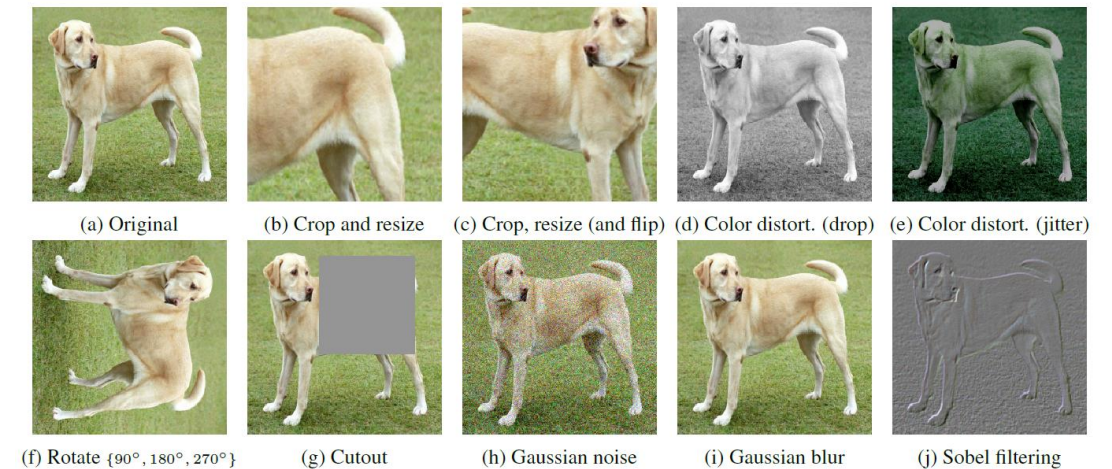 (a) Original
(b) Crop and resize
(c) Crop, resize (and flip)
(d) Color distort. (drop)
(e) Color distort. (jitter)
(f) Rotate {90°, 180°, 270°}
(g) Cutout
(h) Gaussian noise
(i) Gaussian blur
(j) Sobel filtering